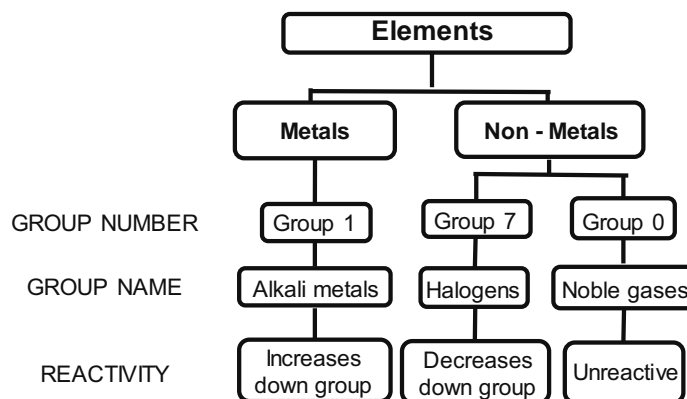 Elements
Metals
Non - Metals
GROUP NUMBER
Group 1
Group 7
Group 0
GROUP NAME
Alkali metals
Halogens
Noble gases
REACTIVITY
Increases
down group
Decreases
down group
Unreactive